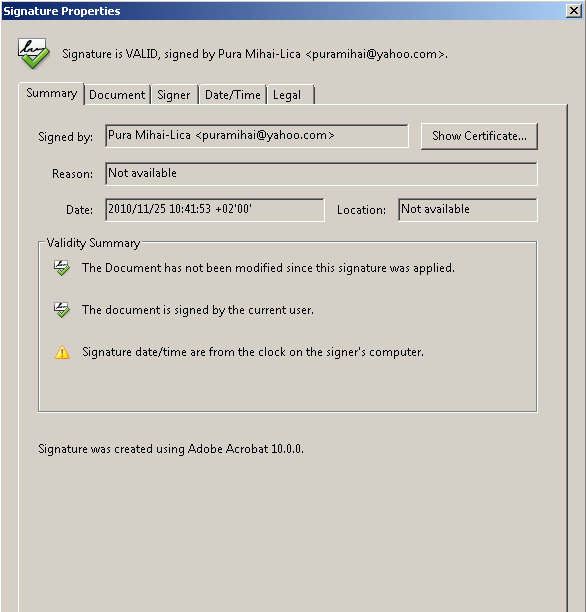 Signature Properties
Signature is VALID, signed by Pura Mihai-Lica <puramihai@yahoo.com>.
Summary Document Signer Date/Time Legal
Signed by: Pura Mihai-Lica <puramihai@yahoo.com> Show Certificate...
Reason: Not available
Date: 2010/11/25 10:41:53 +02'00' Location: Not available
Validity Summary
The Document has not been modified since this signature was applied.
The document is signed by the current user.
Signature date/time are from the clock on the signer's computer.
Signature was created using Adobe Acrobat 10.0.0.